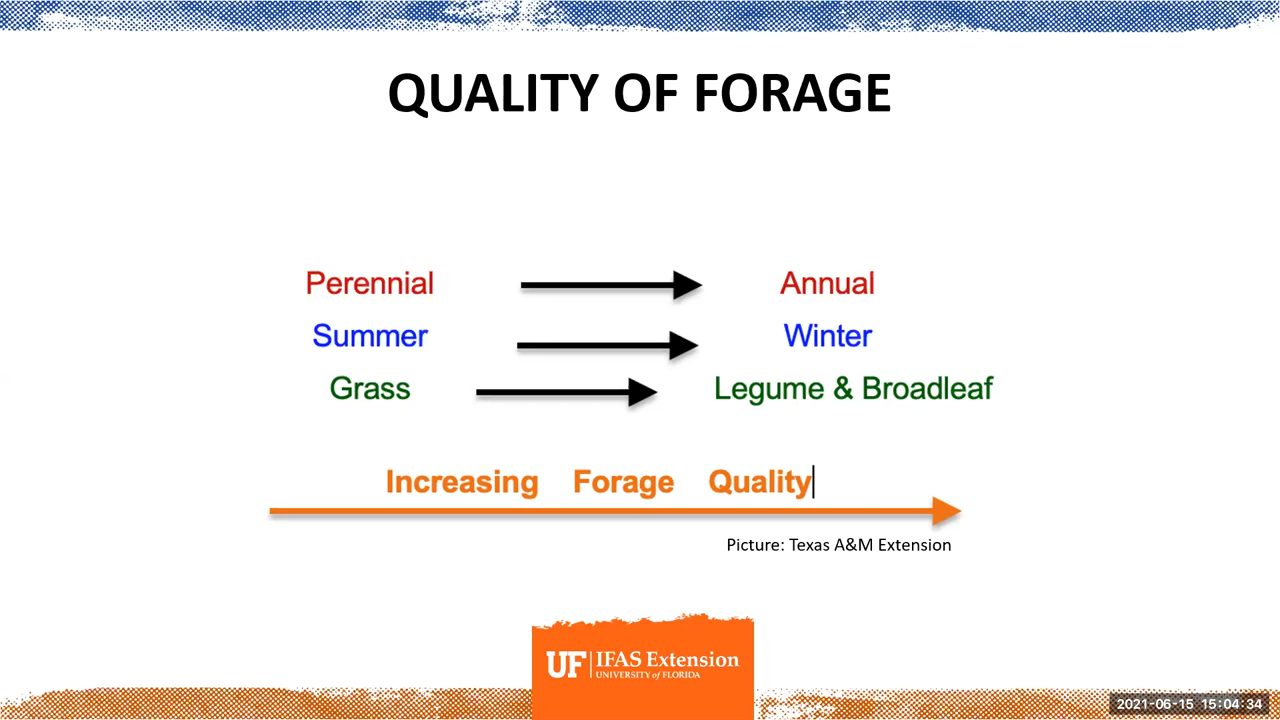 QUALITY OF FORAGE
Perennial Annual
Summer Winter
Grass Legume & Broadleaf
Increasing Forage Quality
Picture: Texas A&M Extension
UF IFAS Extension
UNIVERSITY of FLORIDA
2021-06-15 15:04:34